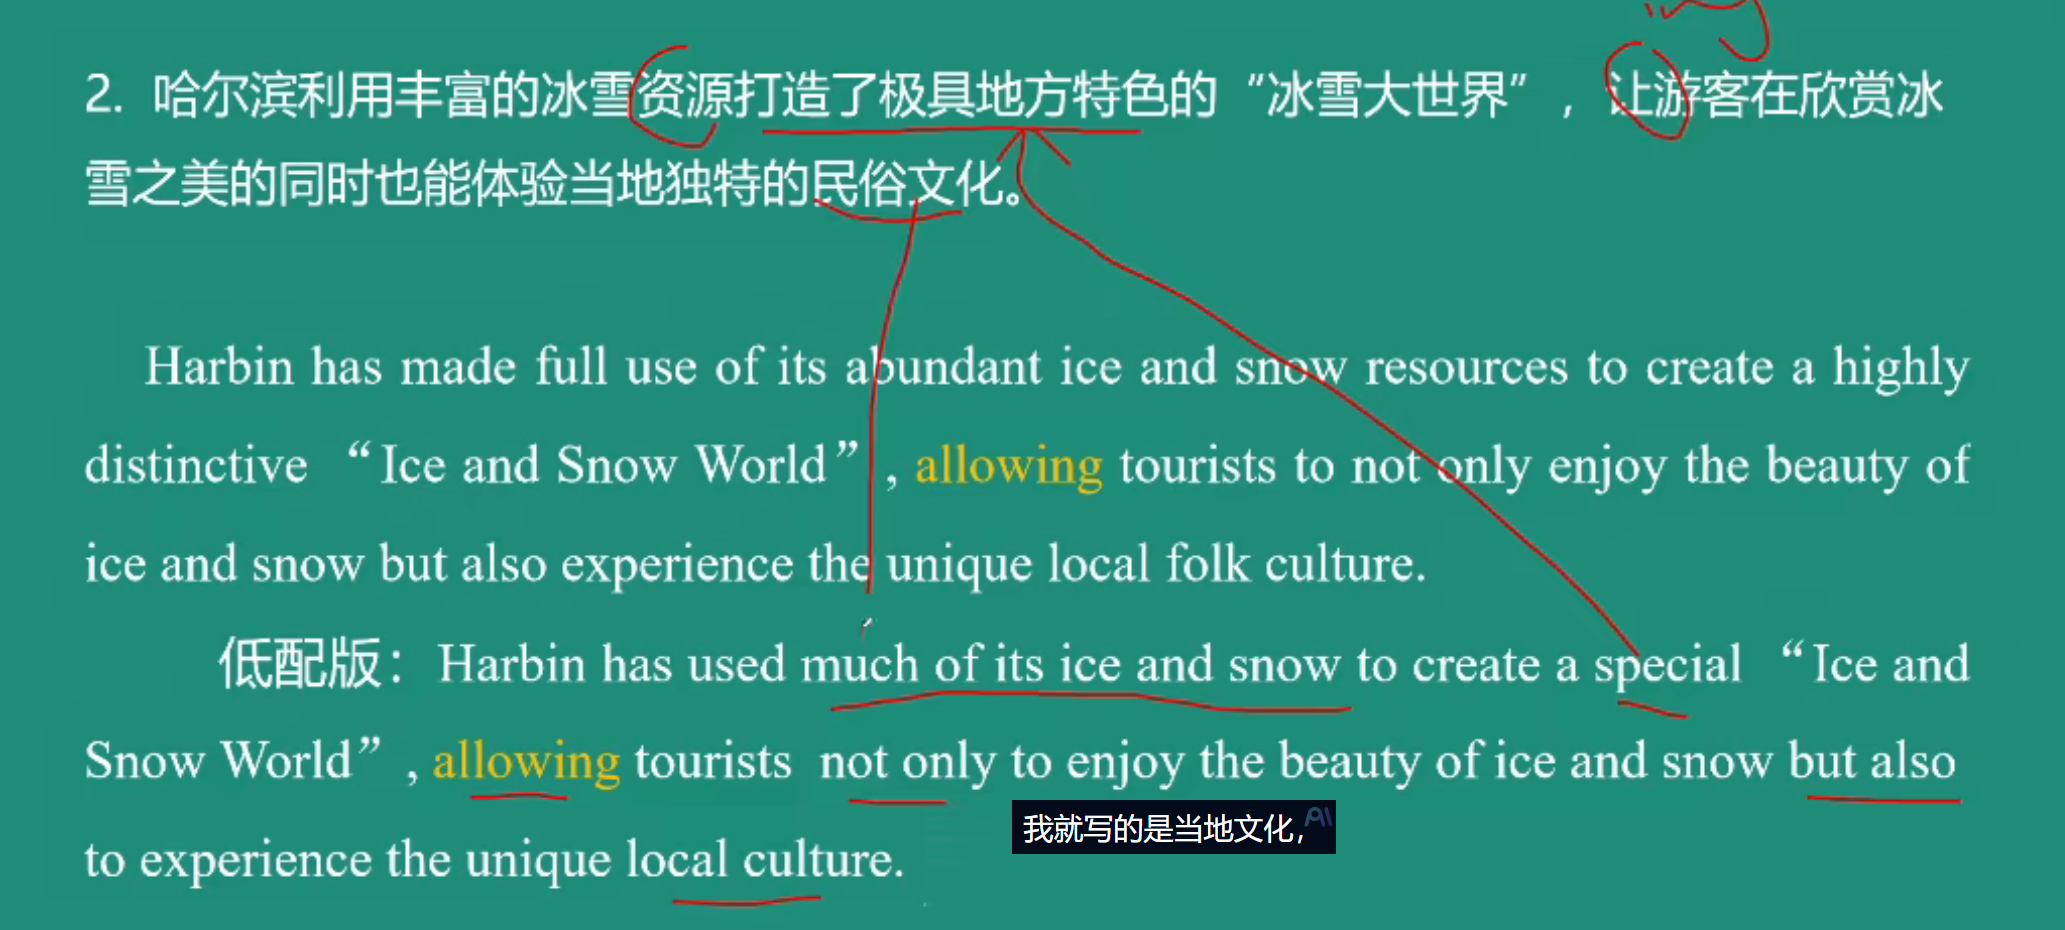 2. 哈尔滨利用丰富的冰雪资源打造了极具地方特色的“冰雪大世界”，让游客在欣赏冰
雪之美的同时也能体验当地独特的民俗文化。
Harbin has made full use of its abundant ice and snow resources to create a highly
distinctive “Ice and Snow World”, allowing tourists to not only enjoy the beauty of
ice and snow but also experience the unique local folk culture.
低配版：Harbin has used much of its ice and snow to create a special “Ice and
Snow World”, allowing tourists not only to enjoy the beauty of ice and snow but also
to experience the unique local culture.
我就写的是当地文化,
AI